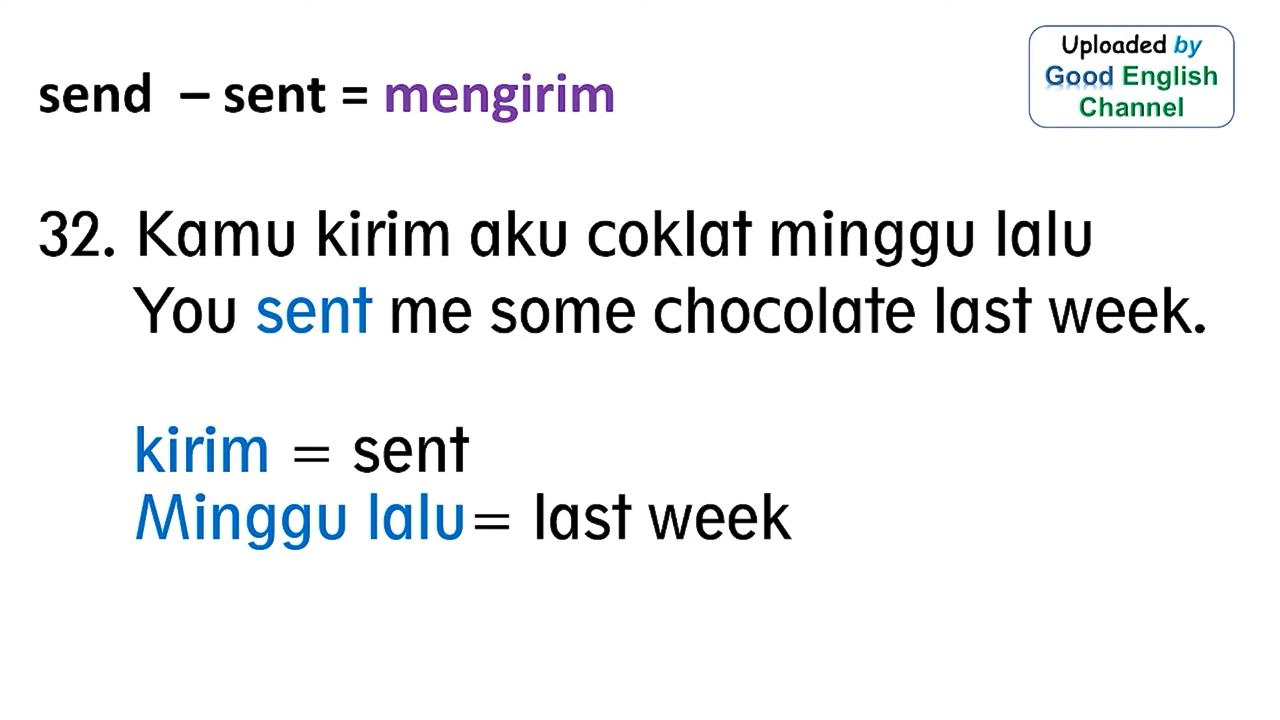 Uploaded by
Good English
Channel
send – sent = mengirim
32. Kamu kirim aku coklat minggu lalu
You sent me some chocolate last week.
kirim = sent
Minggu lalu= last week